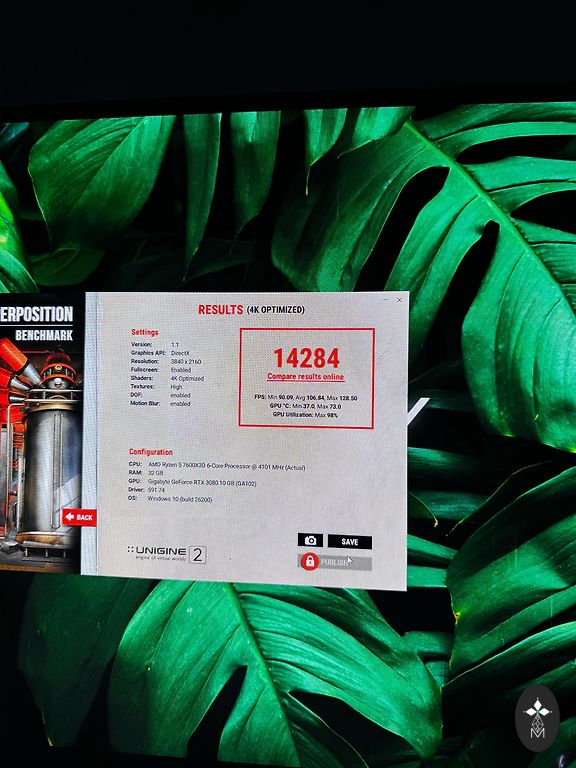 ERPOSITION
BENCHMARK
RESULTS (4K OPTIMIZED)
Settings
Version: 1.1
Graphics API: DirectX
Resolution: 3840 x 2160
Fullscreen: Enabled
Shaders: 4K Optimized
Textures: High
DOF: enabled
Motion Blur: enabled
14284
Compare results online
FPS: Min 90.09, Avg 106.84, Max 128.50
GPU °C: Min 37.0, Max 73.0
GPU Utilization: Max 98%
Configuration
CPU: AMD Ryzen 5 7600X3D 6-Core Processor @ 4101 MHz (Actual)
RAM: 32 GB
GPU: Gigabyte GeForce RTX 3080 10 GB (GA102)
Driver: 591.74
OS: Windows 10 (build 26200)
BACK
SAVE
PUBLISH
UNIGINE 2
engine of virtual worlds
M